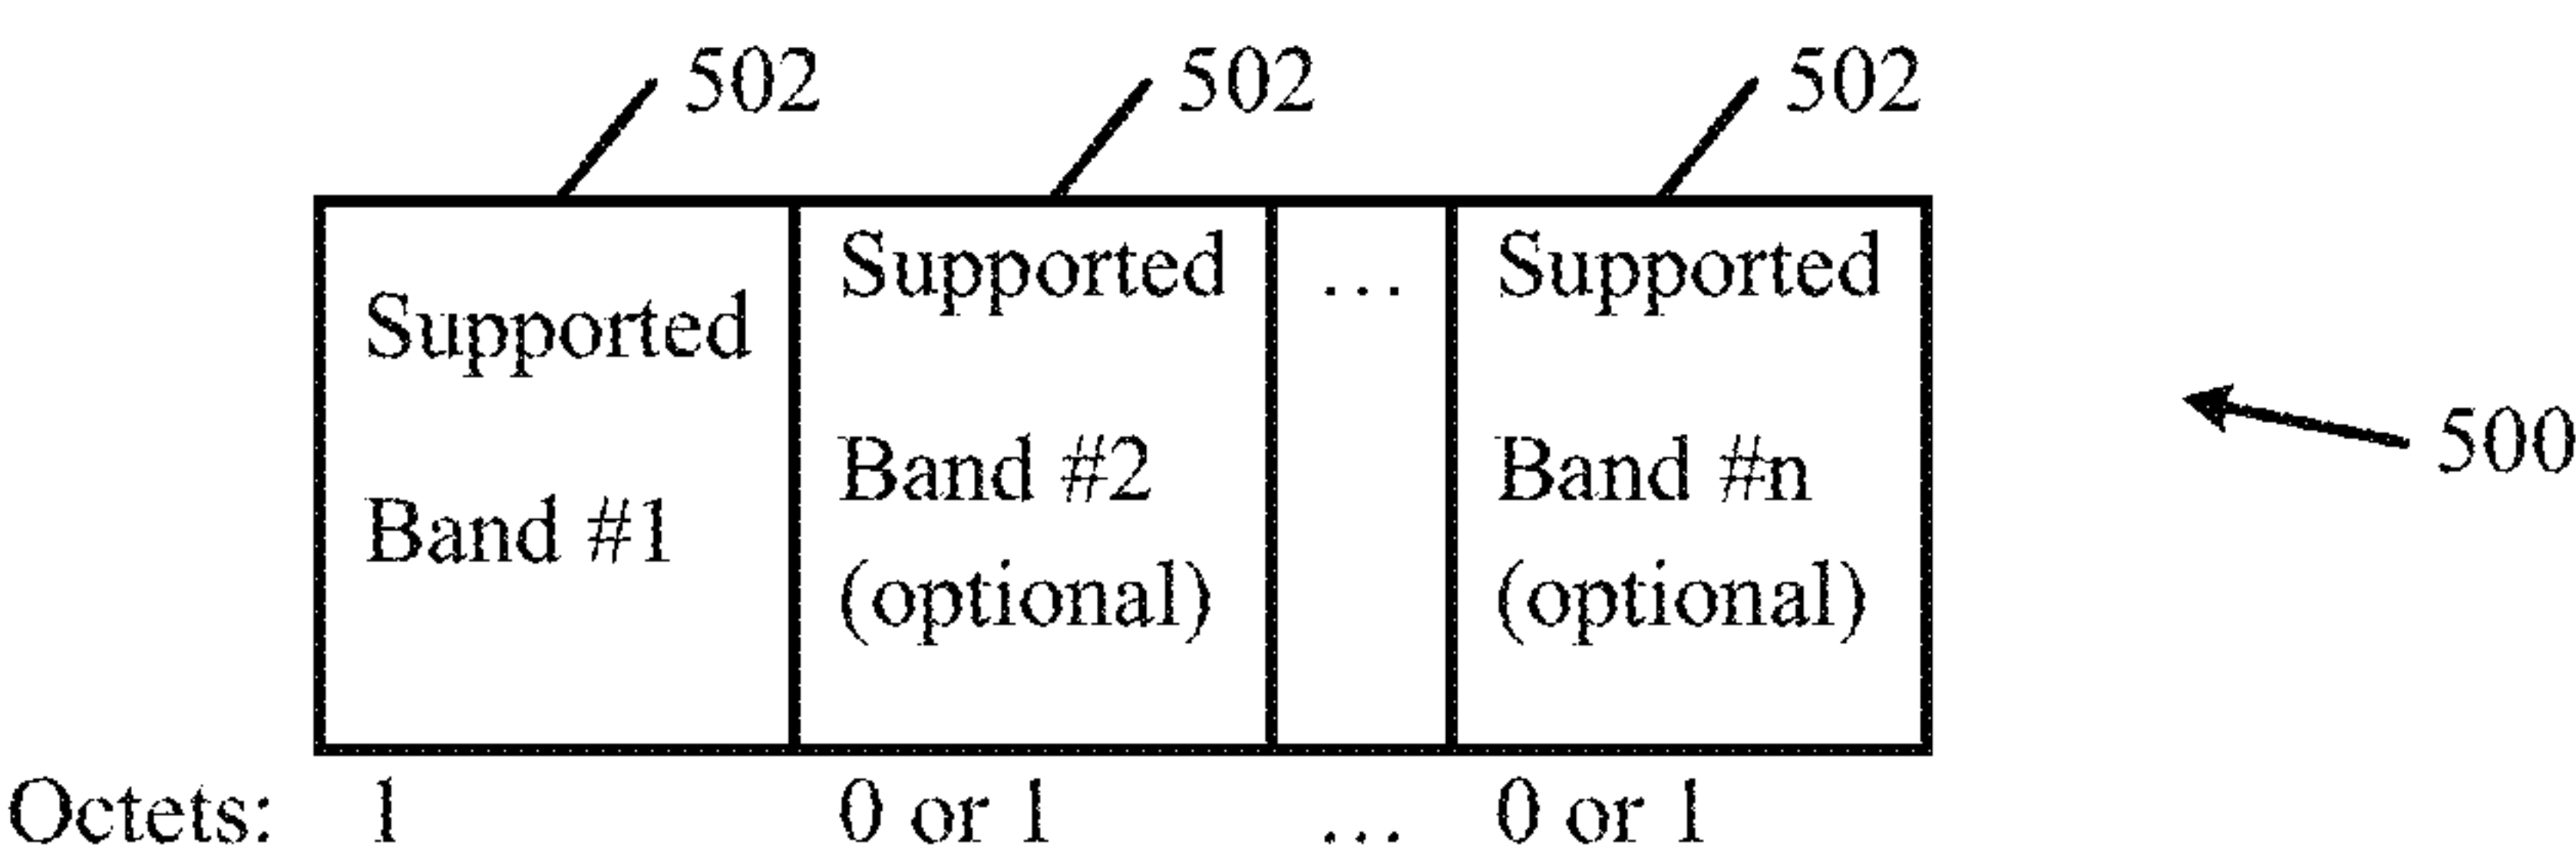 502 502 502
Supported Supported … Supported
Band #1 Band #2 Band #n
(optional) (optional)
500
Octets: 1 0 or 1 … 0 or 1